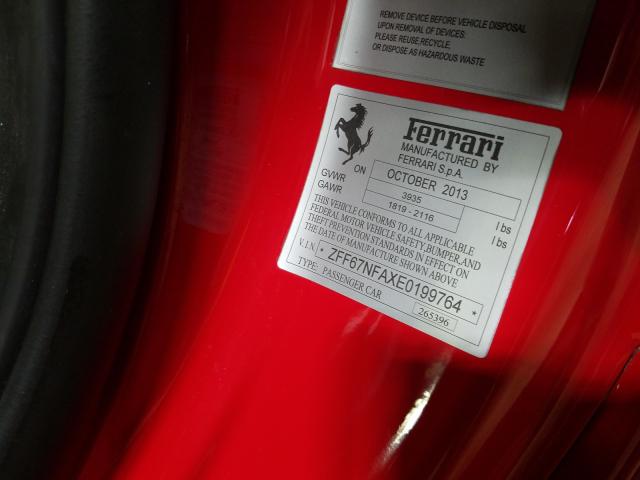 REMOVE DEVICE BEFORE VEHICLE DISPOSAL
UPON REMOVAL OF DEVICES:
PLEASE REUSE, RECYCLE,
OR DISPOSE AS HAZARDOUS WASTE
Ferrari
MANUFACTURED BY
FERRARI S.p.A.
ON OCTOBER 2013
GVWR 3935 lbs
GAWR 1819 - 2116 lbs
THIS VEHICLE CONFORMS TO ALL APPLICABLE
FEDERAL MOTOR VEHICLE SAFETY, BUMPER, AND
THEFT PREVENTION STANDARDS IN EFFECT ON
THE DATE OF MANUFACTURE SHOWN ABOVE
V.I.N. * ZFF67NFAXE0199764 *
TYPE: PASSENGER CAR 265396